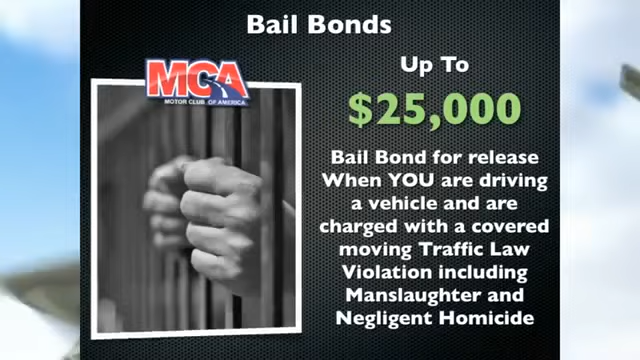 Bail Bonds
MCA
MOTOR CLUB OF AMERICA
Up To
$25,000
Bail Bond for release
When YOU are driving
a vehicle and are
charged with a covered
moving Traffic Law
Violation including
Manslaughter and
Negligent Homicide